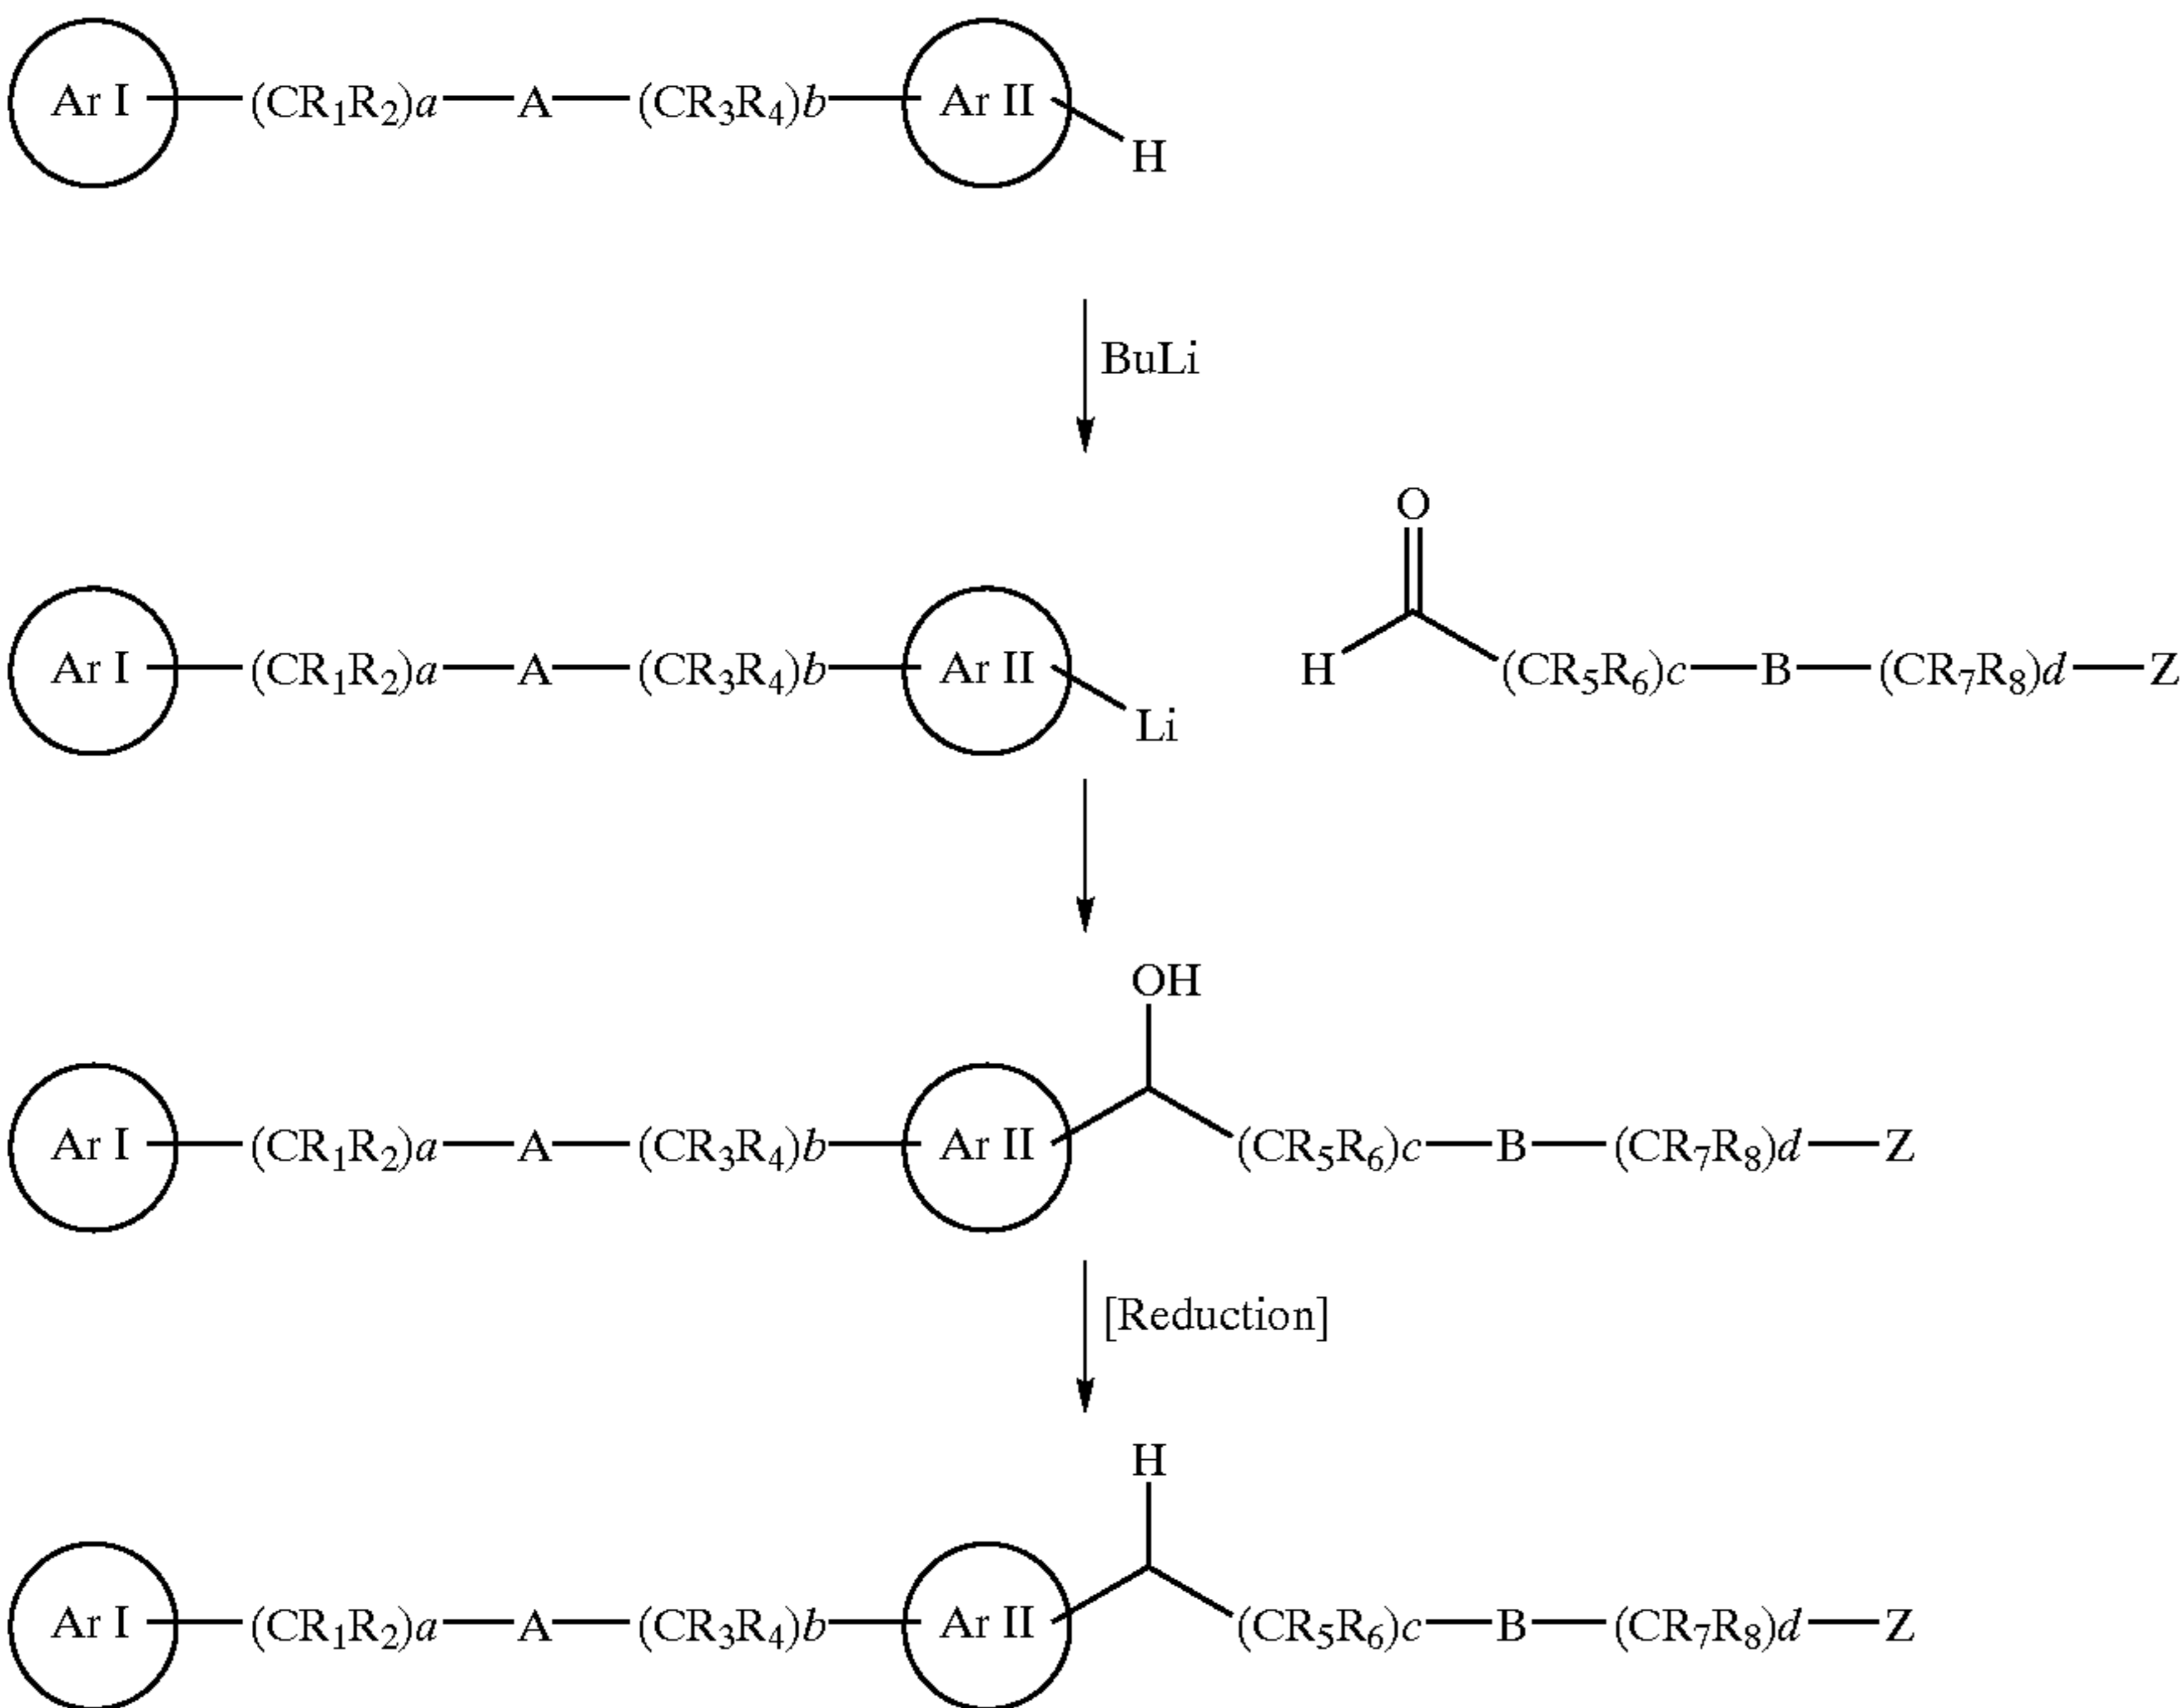 Ar I (CR₁R₂)a A (CR₃R₄)b Ar II
H
BuLi
O
Ar I (CR₁R₂)a A (CR₃R₄)b Ar II H (CR₅R₆)c B (CR₇R₈)d Z
Li
OH
Ar I (CR₁R₂)a A (CR₃R₄)b Ar II (CR₅R₆)c B (CR₇R₈)d Z
[Reduction]
H
Ar I (CR₁R₂)a A (CR₃R₄)b Ar II (CR₅R₆)c B (CR₇R₈)d Z